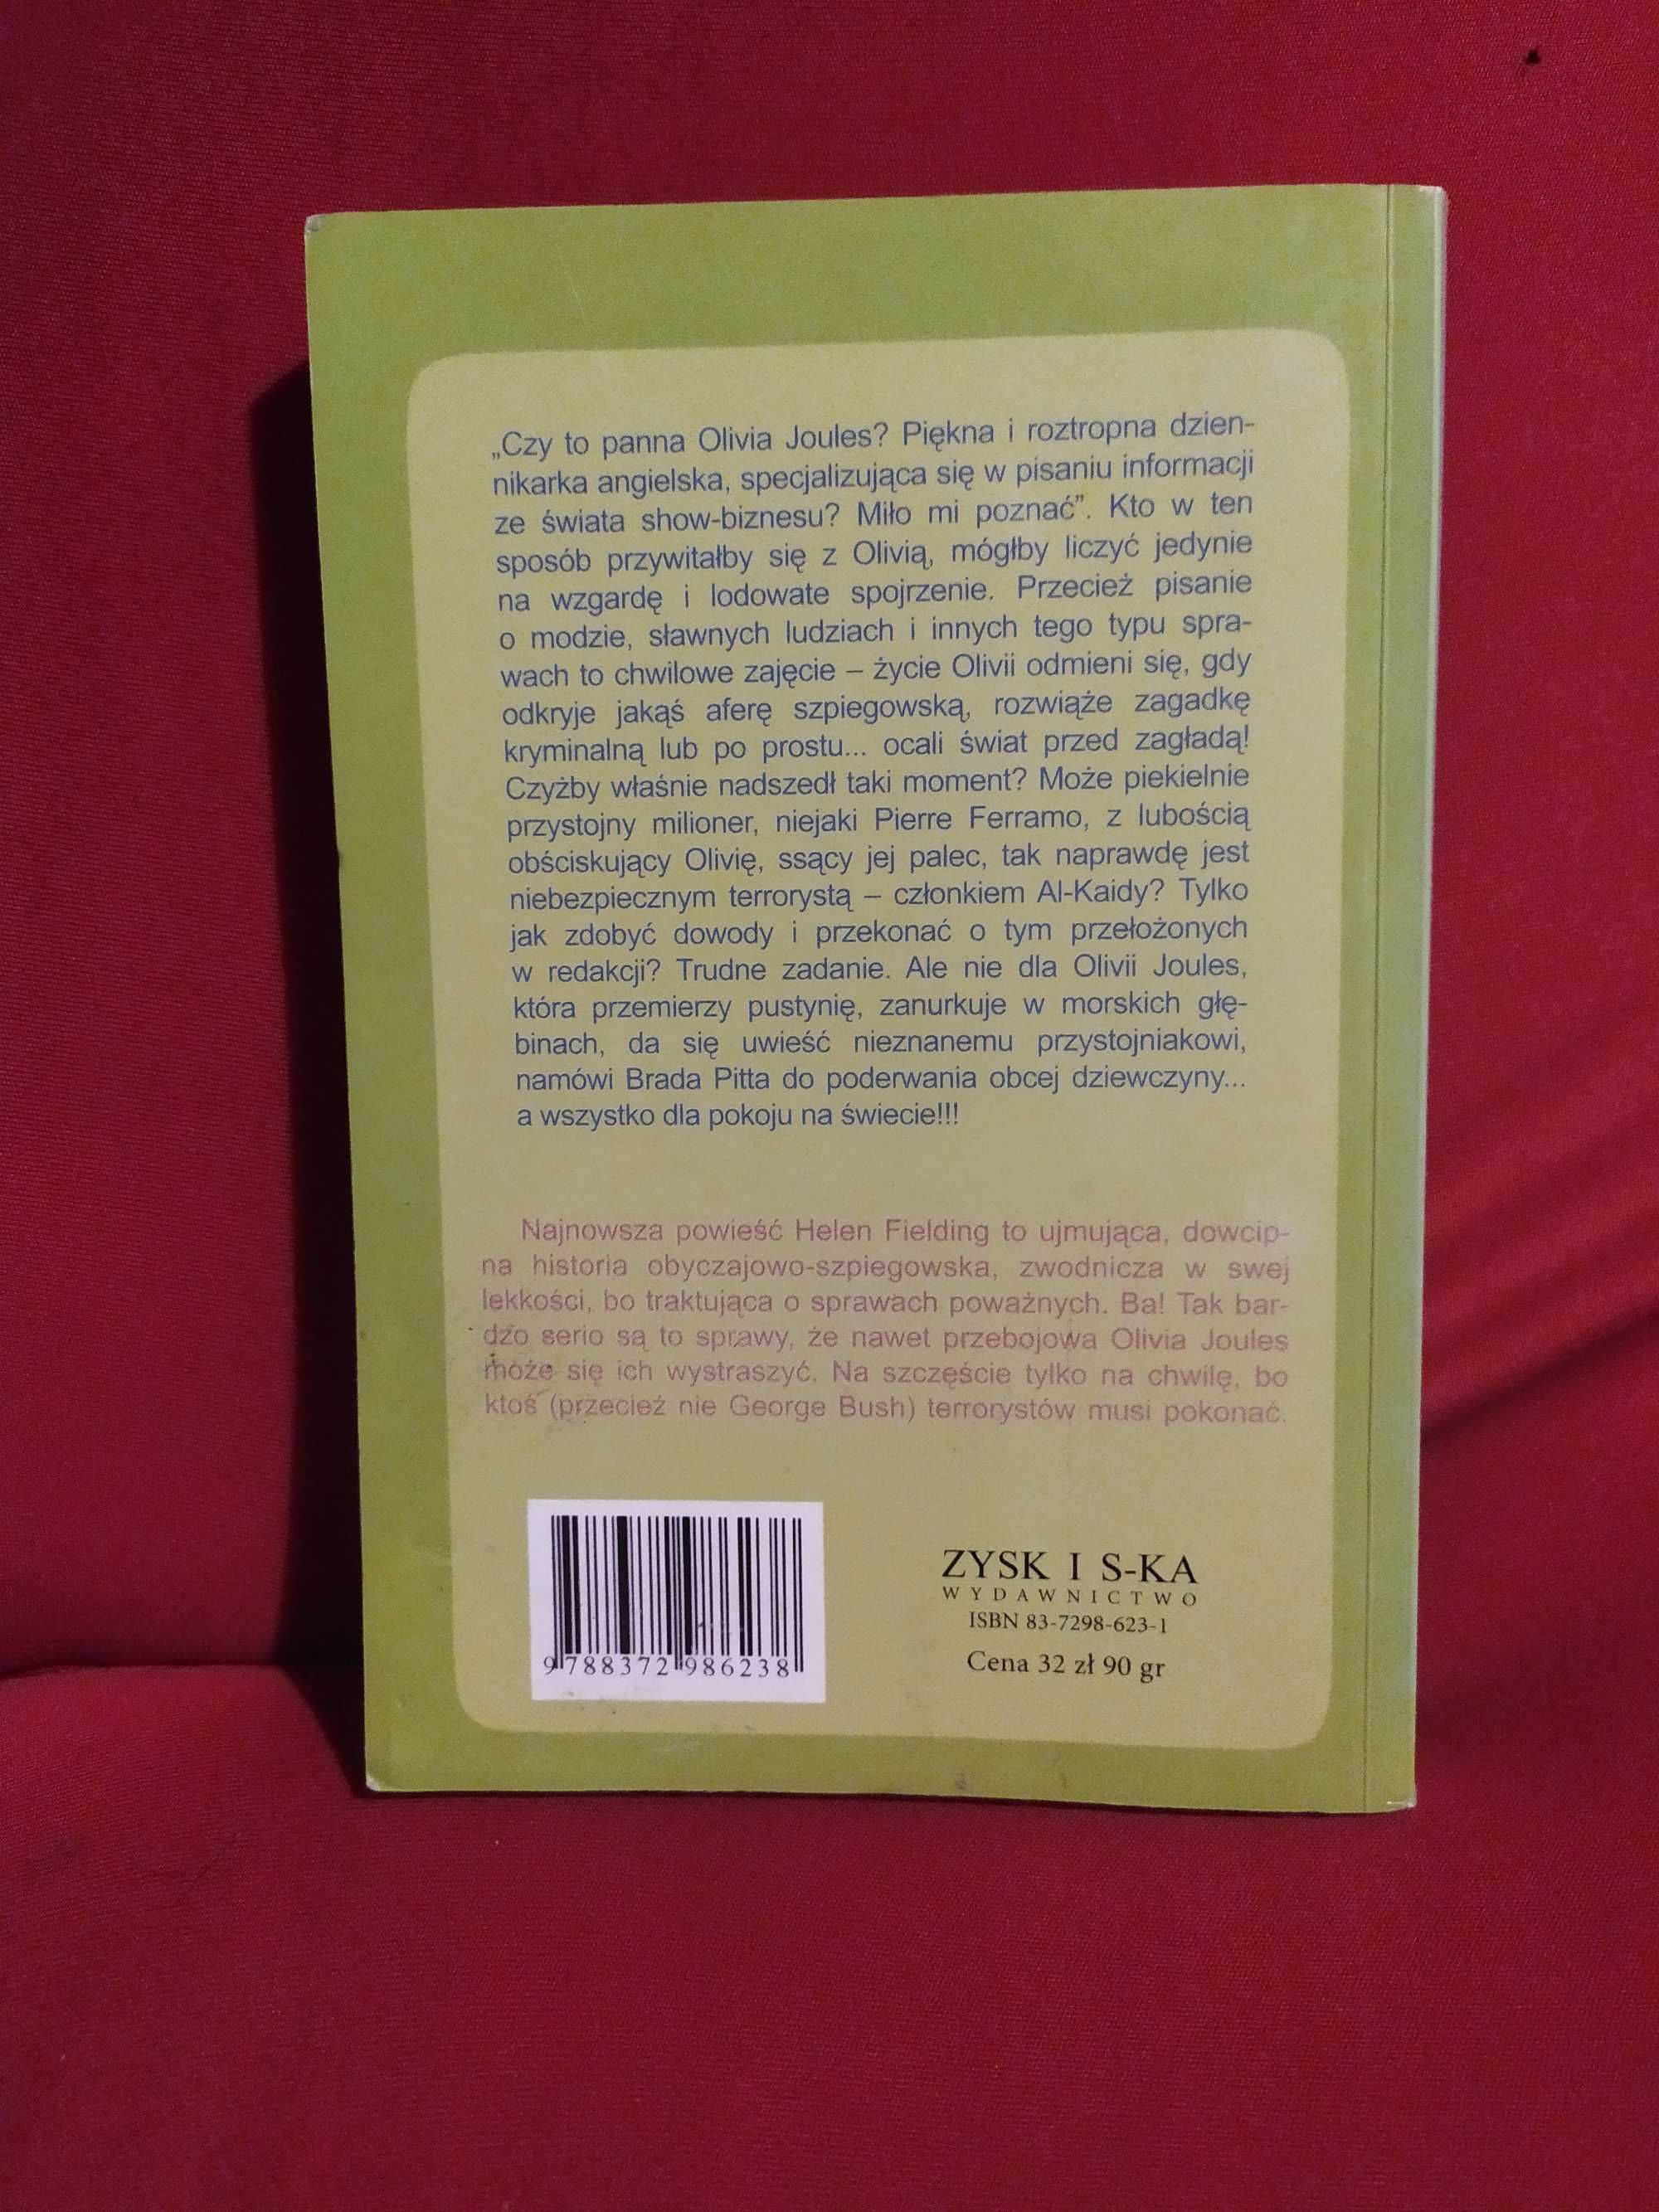 „Czy to panna Olivia Joules? Piękna i roztropna dzien-
nikarka angielska, specjalizująca się w pisaniu informacji
ze świata show-biznesu? Miło mi poznać”. Kto w ten
sposób przywitałby się z Olivią, mógłby liczyć jedynie
na wzgardę i lodowate spojrzenie. Przecież pisanie
o modzie, sławnych ludziach i innych tego typu spra-
wach to chwilowe zajęcie – życie Olivii odmieni się, gdy
odkryje jakąś aferę szpiegowską, rozwiąże zagadkę
kryminalną lub po prostu... ocali świat przed zagładą!
Czyżby właśnie nadszedł taki moment? Może piekielnie
przystojny milioner, niejaki Pierre Ferramo, z lubością
obściskujący Olivię, ssący jej palec, tak naprawdę jest
niebezpiecznym terrorystą – członkiem Al-Kaidy? Tylko
jak zdobyć dowody i przekonać o tym przełożonych
w redakcji? Trudne zadanie. Ale nie dla Olivii Joules,
która przemierzy pustynię, zanurkuje w morskich głę-
binach, da się uwieść nieznanemu przystojniakowi,
namówi Brada Pitta do poderwania obcej dziewczyny...
a wszystko dla pokoju na świecie!!!
Najnowsza powieść Helen Fielding to ujmująca, dowcip-
na historia obyczajowo-szpiegowska, zwodnicza w swej
lekkości, bo traktująca o sprawach poważnych. Ba! Tak bar-
dzo serio są to sprawy, że nawet przebojowa Olivia Joules
może się ich wystraszyć. Na szczęście tylko na chwilę, bo
ktoś (przecież nie George Bush) terrorystów musi pokonać.
9 788372 986238
ZYSK I S-KA
WYDAWNICTWO
ISBN 83-7298-623-1
Cena 32 zł 90 gr